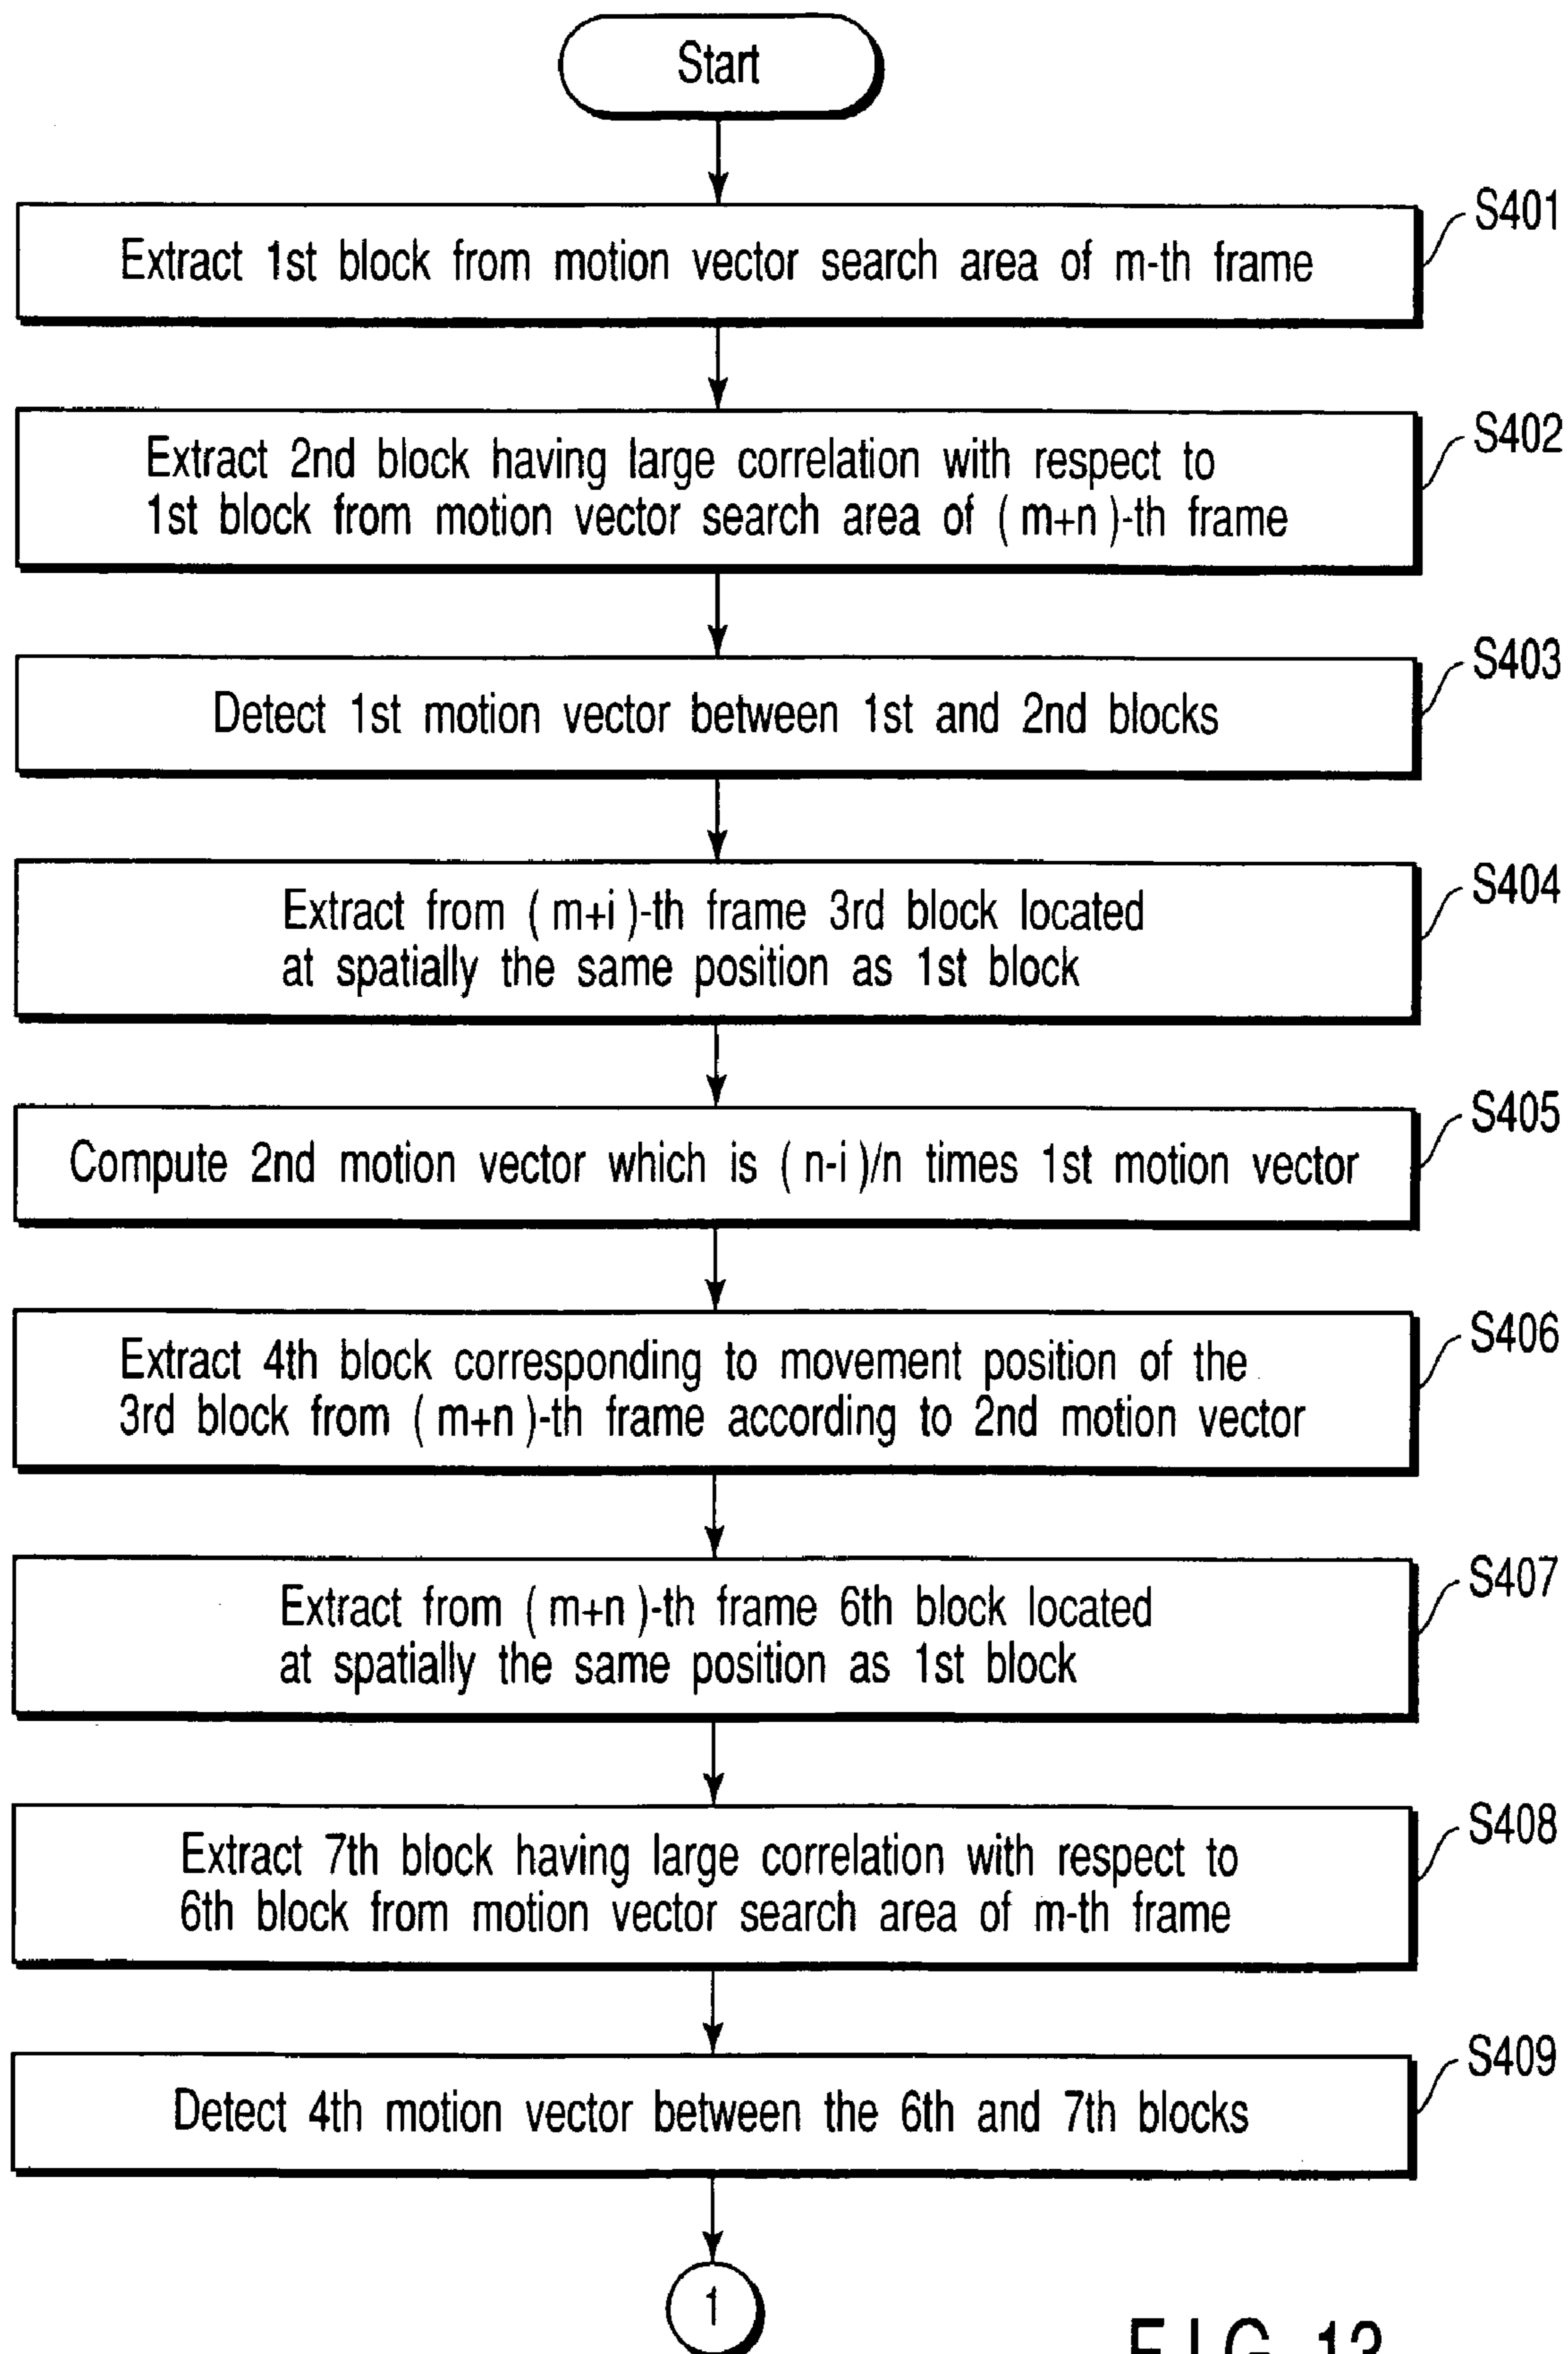 Start
S401
Extract 1st block from motion vector search area of m-th frame
S402
Extract 2nd block having large correlation with respect to
1st block from motion vector search area of (m+n)-th frame
S403
Detect 1st motion vector between 1st and 2nd blocks
S404
Extract from (m+i)-th frame 3rd block located
at spatially the same position as 1st block
S405
Compute 2nd motion vector which is (n-i)/n times 1st motion vector
S406
Extract 4th block corresponding to movement position of the
3rd block from (m+n)-th frame according to 2nd motion vector
S407
Extract from (m+n)-th frame 6th block located
at spatially the same position as 1st block
S408
Extract 7th block having large correlation with respect to
6th block from motion vector search area of m-th frame
S409
Detect 4th motion vector between the 6th and 7th blocks
1